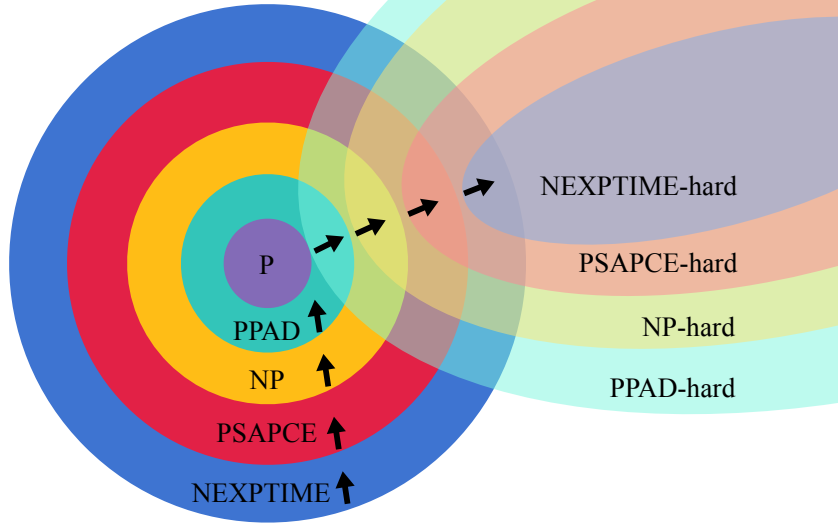 P
PPAD
NP
PSAPCE
NEXPTIME
NEXPTIME-hard
PSAPCE-hard
NP-hard
PPAD-hard